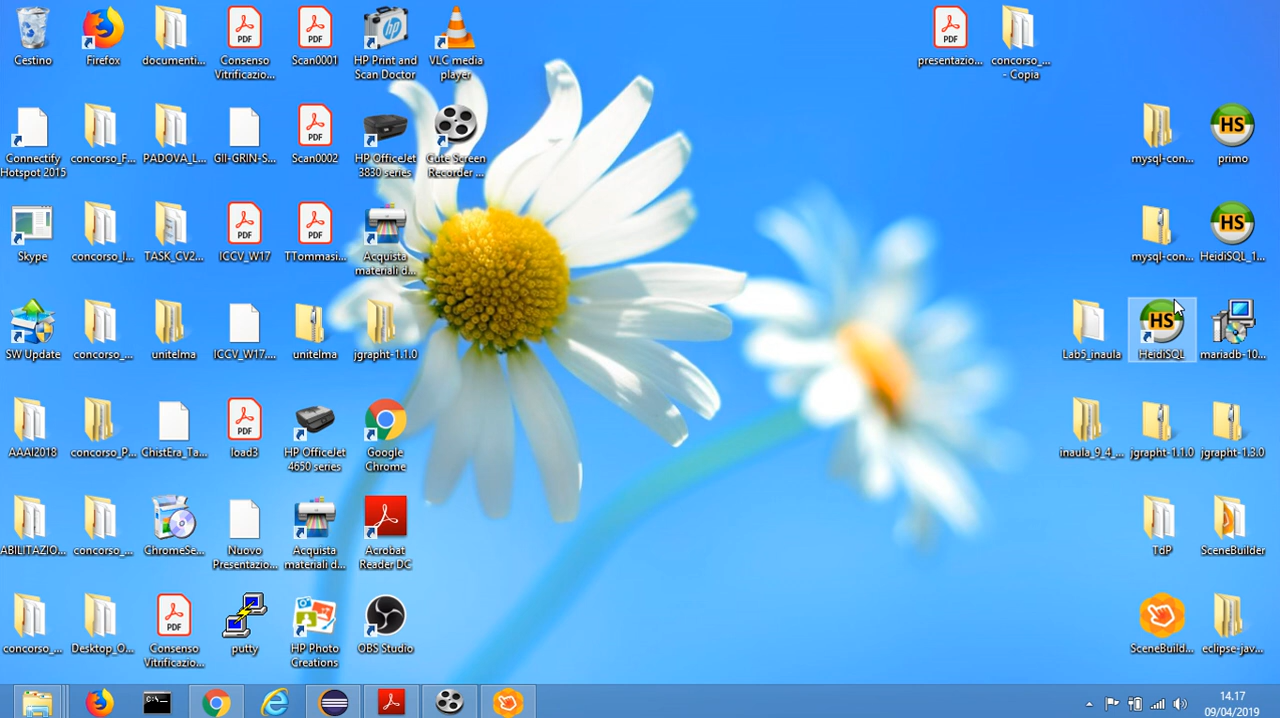 Cestino
Firefox
documenti...
Consenso
Vitrificazio...
Scan0001
HP Print and
Scan Doctor
VLC media
player
presentazio...
concorso_...
- Copia
Connectify
Hotspot 2015
concorso_F...
PADOVA_L...
GII-GRIN-S...
Scan0002
HP OfficeJet
3830 series
Cute Screen
Recorder ...
mysql-con...
primo
Skype
concorso_I...
TASK_CV2...
ICCV_W17
TTommasi...
Acquista
materiali d...
mysql-con...
HeidiSQL_1...
SW Update
concorso_...
unitelma
ICCV_W17....
unitelma
jgrapht-1.1.0
Lab5_inaula
HeidiSQL
mariadb-10...
AAAI2018
concorso_P...
ChistEra_Ta...
load3
HP OfficeJet
4650 series
Google
Chrome
inaula_9_4_...
jgrapht-1.1.0
jgrapht-1.3.0
ABILITAZIO...
concorso_...
ChromeSe...
Nuovo
Presentazio...
Acquista
materiali d...
Acrobat
Reader DC
TdP
SceneBuilder
concorso_...
Desktop_O...
Consenso
Vitrificazio...
putty
HP Photo
Creations
OBS Studio
SceneBuild...
eclipse-jav...
14.17
09/04/2019